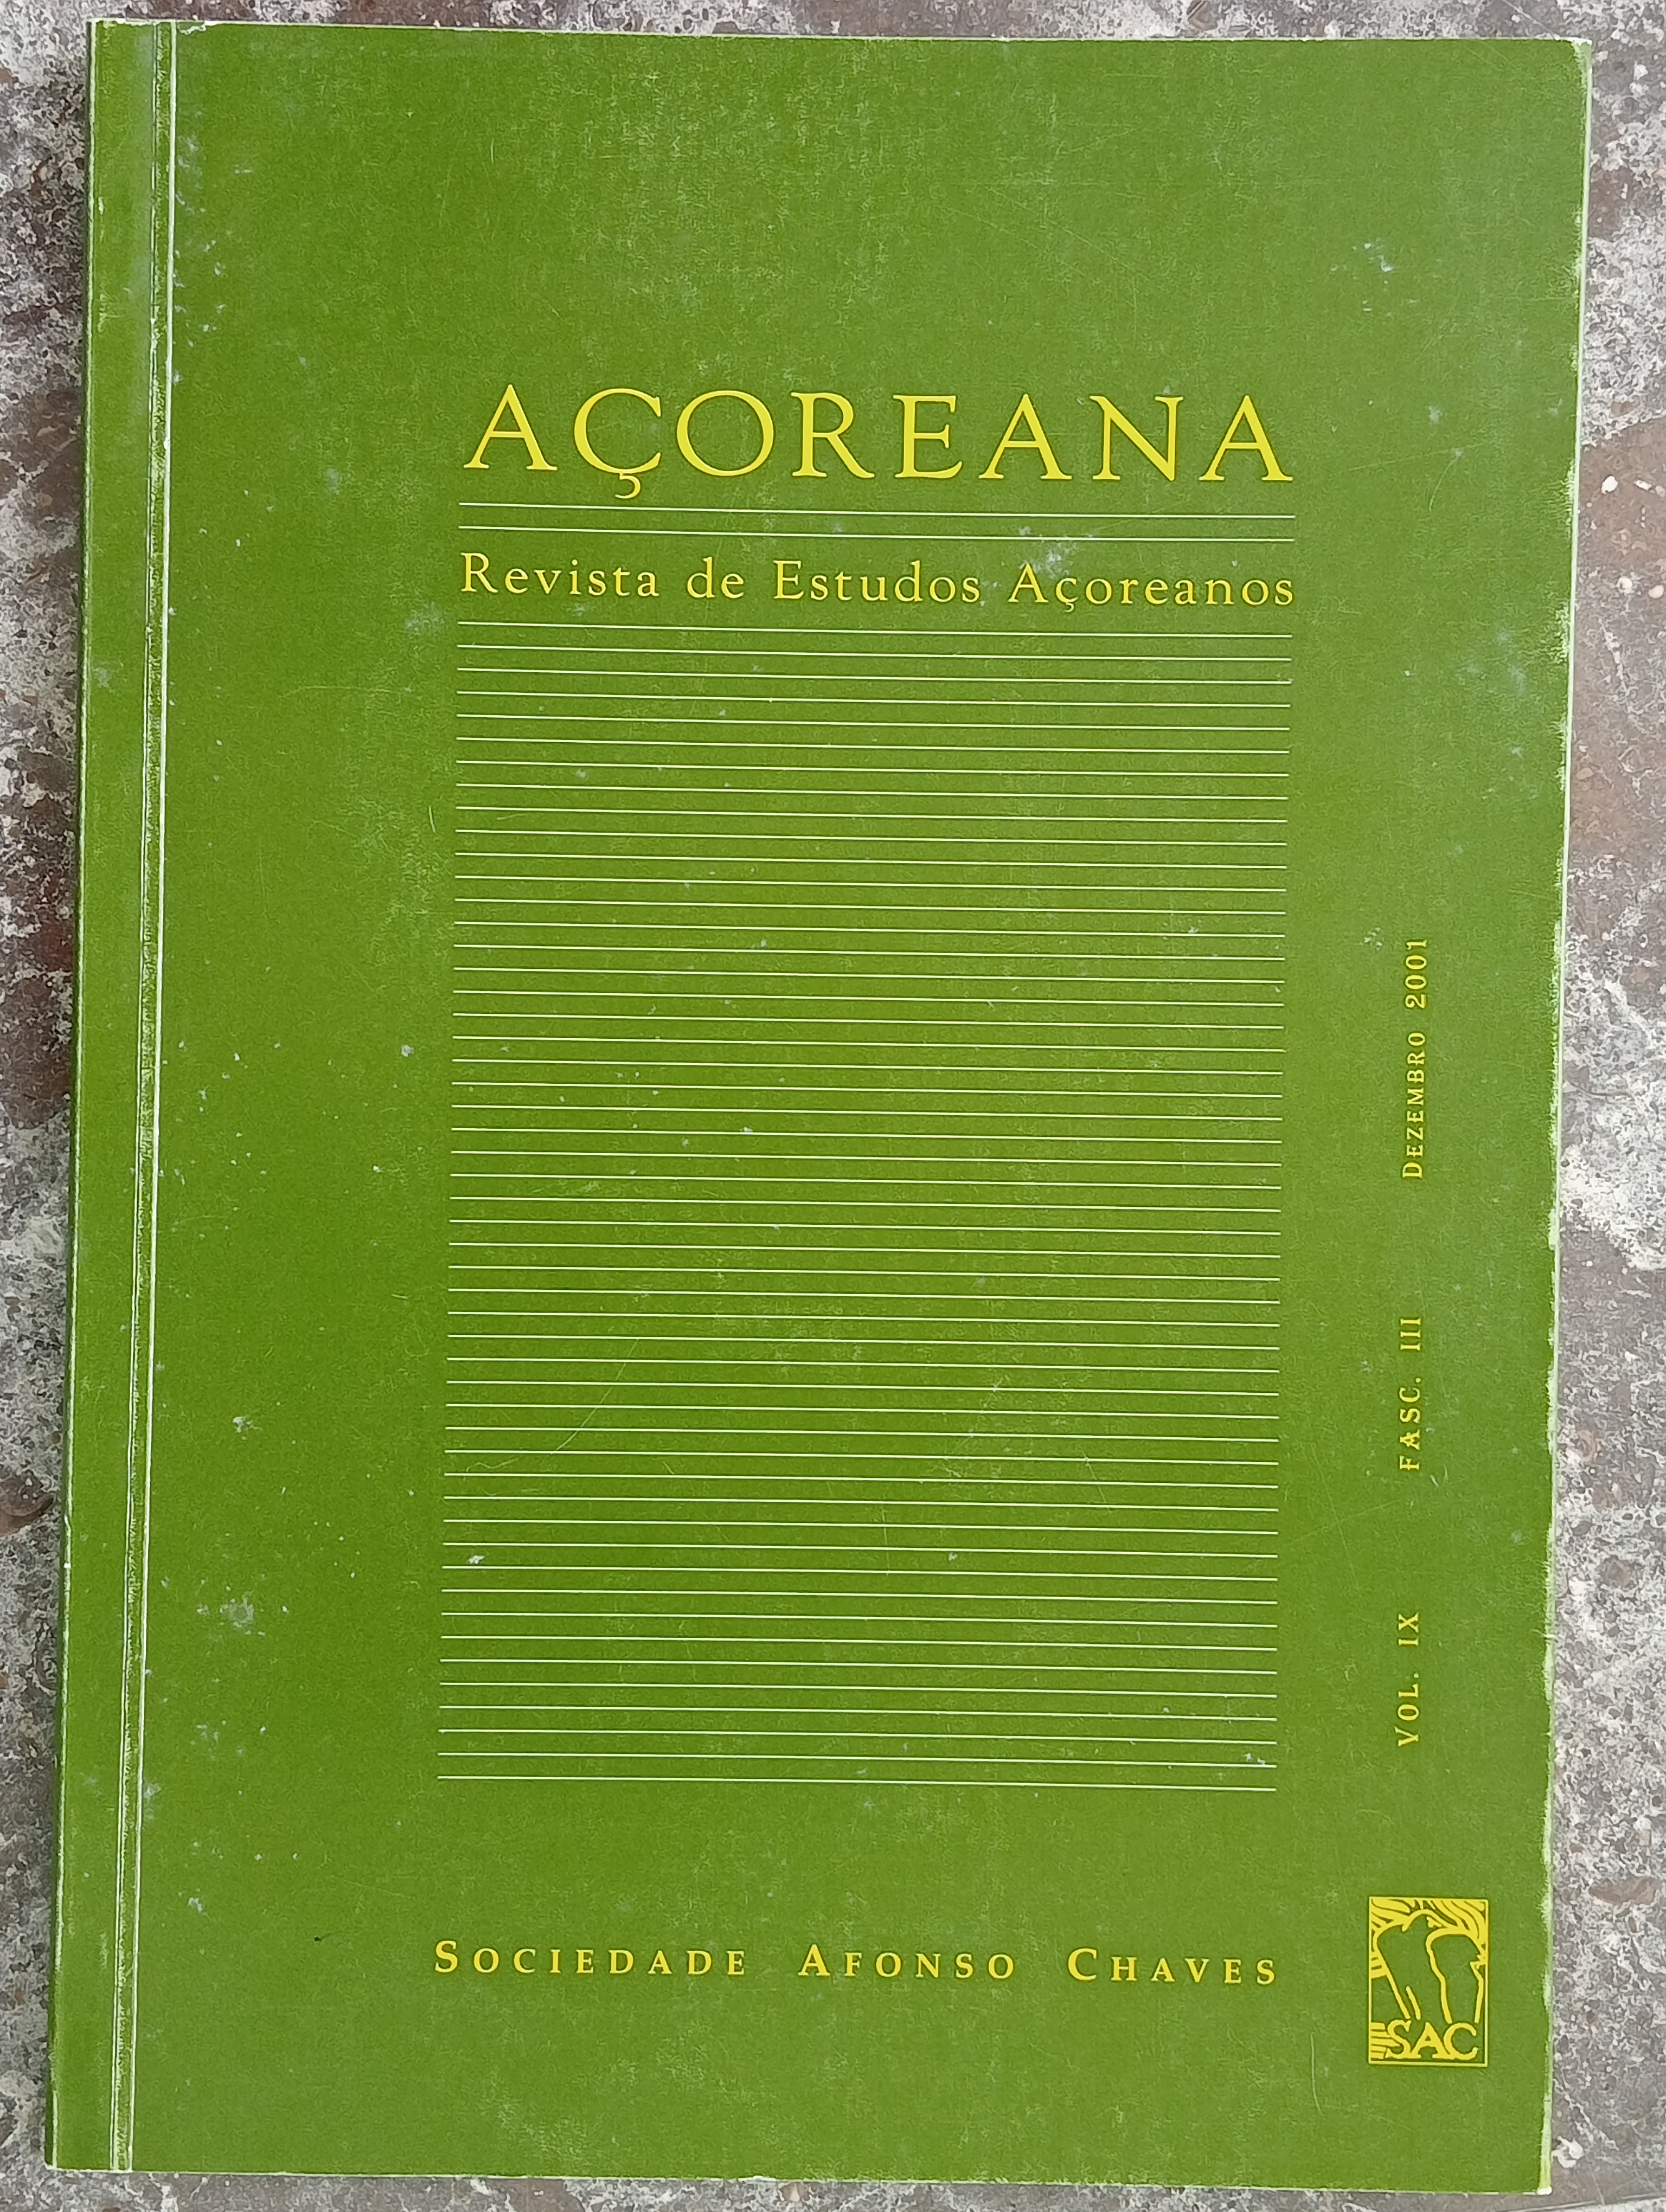 AÇOREANA
Revista de Estudos Açoreanos
VOL. IX FASC. III DEZEMBRO 2001
SOCIEDADE AFONSO CHAVES
SAC